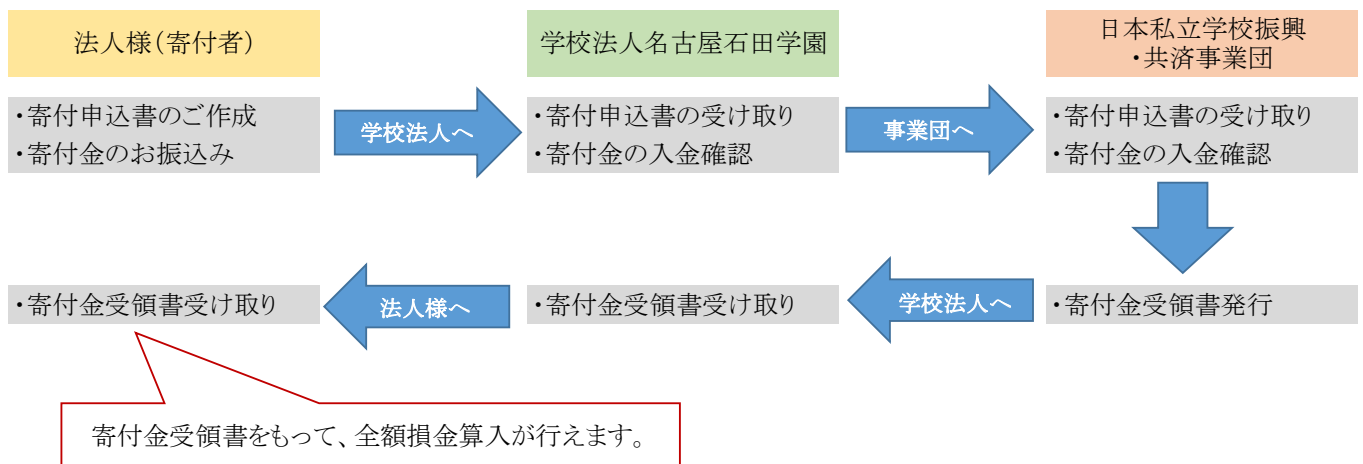 法人様（寄付者）
学校法人名古屋石田学園
日本私立学校振興
・共済事業団
・寄付申込書のご作成
・寄付金のお振込み
学校法人へ
・寄付申込書の受け取り
・寄付金の入金確認
事業団へ
・寄付申込書の受け取り
・寄付金の入金確認
・寄付金受領書受け取り
法人様へ
・寄付金受領書受け取り
学校法人へ
・寄付金受領書発行
寄付金受領書をもって、全額損金算入が行えます。